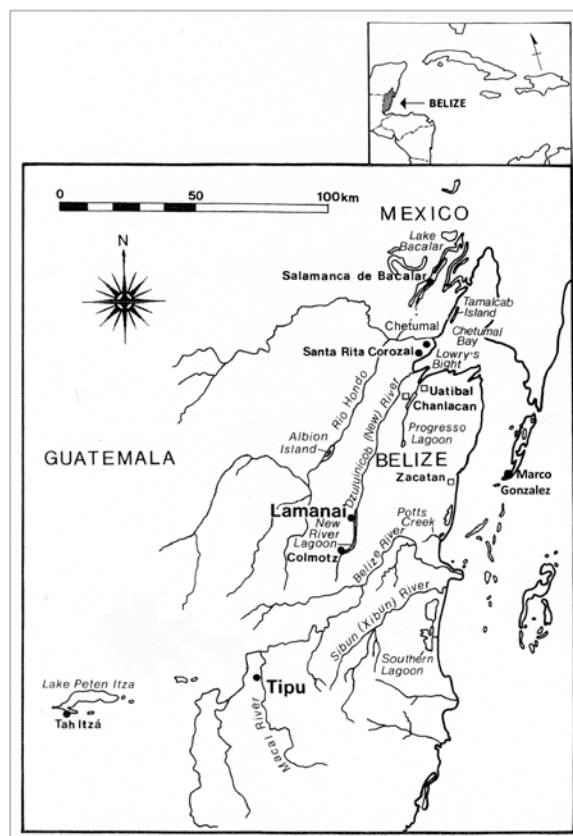 BELIZE
0 50 100km
MEXICO
Lake
Bacalar
Salamanca de Bacalar
N
Tamalcab
Island
Chetumal
Chetumal
Bay
Santa Rita Corozal
Lowry's
Bight
Rio Hondo
Dzuluinicob (New) River
Uatibal
Chanlacan
Progresso
Lagoon
Albion
Island
GUATEMALA
BELIZE
Zacatan
Marco
Gonzalez
Lamanai
New
River
Lagoon
Potts
Creek
Colmotz
Belize River
Sibun (Xibun) River
Southern
Lagoon
Lake Peten Itza
Tipu
Tah Itzá
Macal River